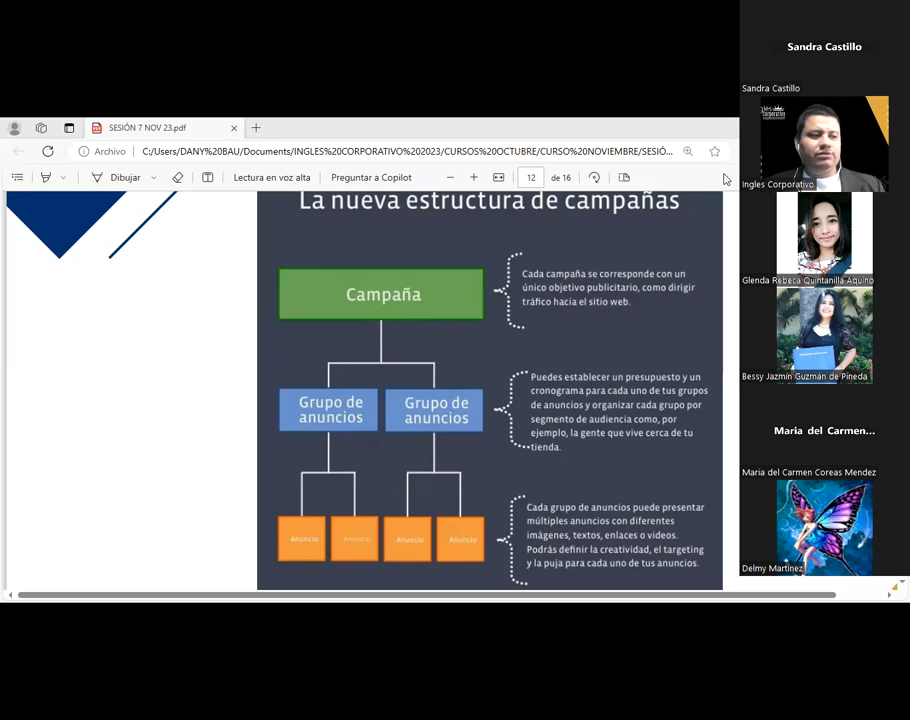 Sandra Castillo
Sandra Castillo
SESIÓN 7 NOV 23.pdf
Archivo
C:/Users/DANY%20BAU/Documents/INGLES%20CORPORATIVO%202023/CURSOS%20OCTUBRE/CURSO%20NOVIEMBRE/SESIÓ...
Dibujar
Lectura en voz alta
Preguntar a Copilot
12
de 16
La nueva estructura de campañas
Campaña
Cada campaña se corresponde con un
único objetivo publicitario, como dirigir
tráfico hacia el sitio web.
Grupo de
anuncios
Grupo de
anuncios
Puedes establecer un presupuesto y un
cronograma para cada uno de tus grupos
de anuncios y organizar cada grupo por
segmento de audiencia como, por
ejemplo, la gente que vive cerca de tu
tienda.
Anuncio
Anuncio
Anuncio
Anuncio
Cada grupo de anuncios puede presentar
múltiples anuncios con diferentes
imágenes, textos, enlaces o videos.
Podrás definir la creatividad, el targeting
y la puja para cada uno de tus anuncios.
Ingles Corporativo
Glenda Rebeca Quintanilla Aquino
Bessy Jazmín Guzmán de Pineda
Maria del Carmen...
Maria del Carmen Coreas Mendez
Delmy Martinez